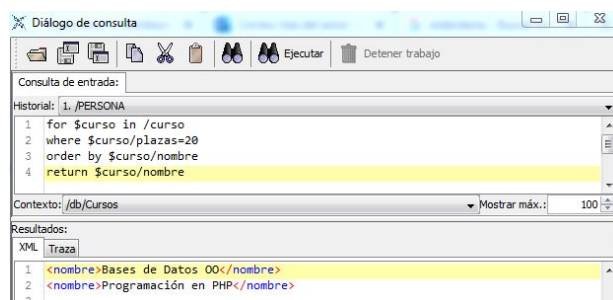 Diálogo de consulta
Ejecutar Detener trabajo
Consulta de entrada:
Historial: 1. /PERSONA
1 for $curso in /curso
2 where $curso/plazas=20
3 order by $curso/nombre
4 return $curso/nombre
Contexto: /db/Cursos Mostrar máx.: 100
Resultados:
XML Traza
1 <nombre>Bases de Datos OO</nombre>
2 <nombre>Programación en PHP</nombre>